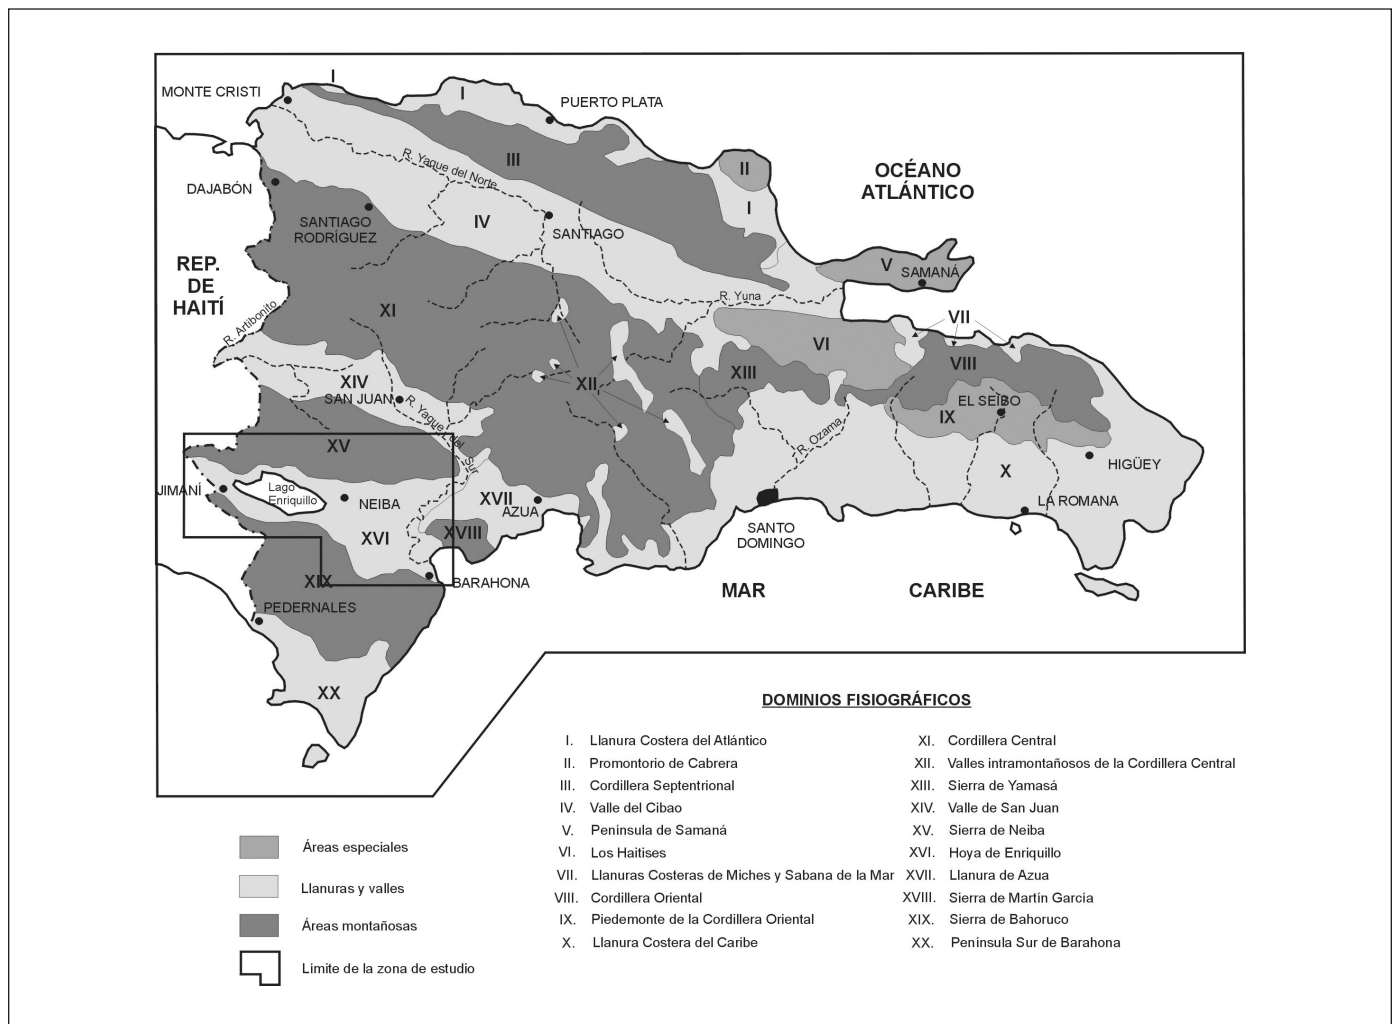 I
MONTE CRISTI
I
PUERTO PLATA
R. Yaque del Norte
III
II
OCÉANO
ATLÁNTICO
DAJABÓN
I
SANTIAGO
RODRÍGUEZ
IV
SANTIAGO
REP.
DE
HAITÍ
V
SAMANÁ
R. Yuna
R. Artibonito
XI
VII
VI
VIII
XIII
XIV
XII
SAN JUAN
R. Yaque del Sur
EL SEIBO
IX
R. Ozama
XV
X
HIGÜEY
JIMANÍ
Lago
Enriquillo
NEIBA
XVII
AZUA
LA ROMANA
XVI
XVIII
SANTO
DOMINGO
XIX
BARAHONA
MAR CARIBE
PEDERNALES
XX
DOMINIOS FISIOGRÁFICOS
I. Llanura Costera del Atlántico
II. Promontorio de Cabrera
III. Cordillera Septentrional
IV. Valle del Cibao
V. Península de Samaná
VI. Los Haitises
VII. Llanuras Costeras de Miches y Sabana de la Mar
VIII. Cordillera Oriental
IX. Piedemonte de la Cordillera Oriental
X. Llanura Costera del Caribe
XI. Cordillera Central
XII. Valles intramontañosos de la Cordillera Central
XIII. Sierra de Yamasá
XIV. Valle de San Juan
XV. Sierra de Neiba
XVI. Hoya de Enriquillo
XVII. Llanura de Azua
XVIII. Sierra de Martín García
XIX. Sierra de Bahoruco
XX. Península Sur de Barahona
Áreas especiales
Llanuras y valles
Áreas montañosas
Límite de la zona de estudio